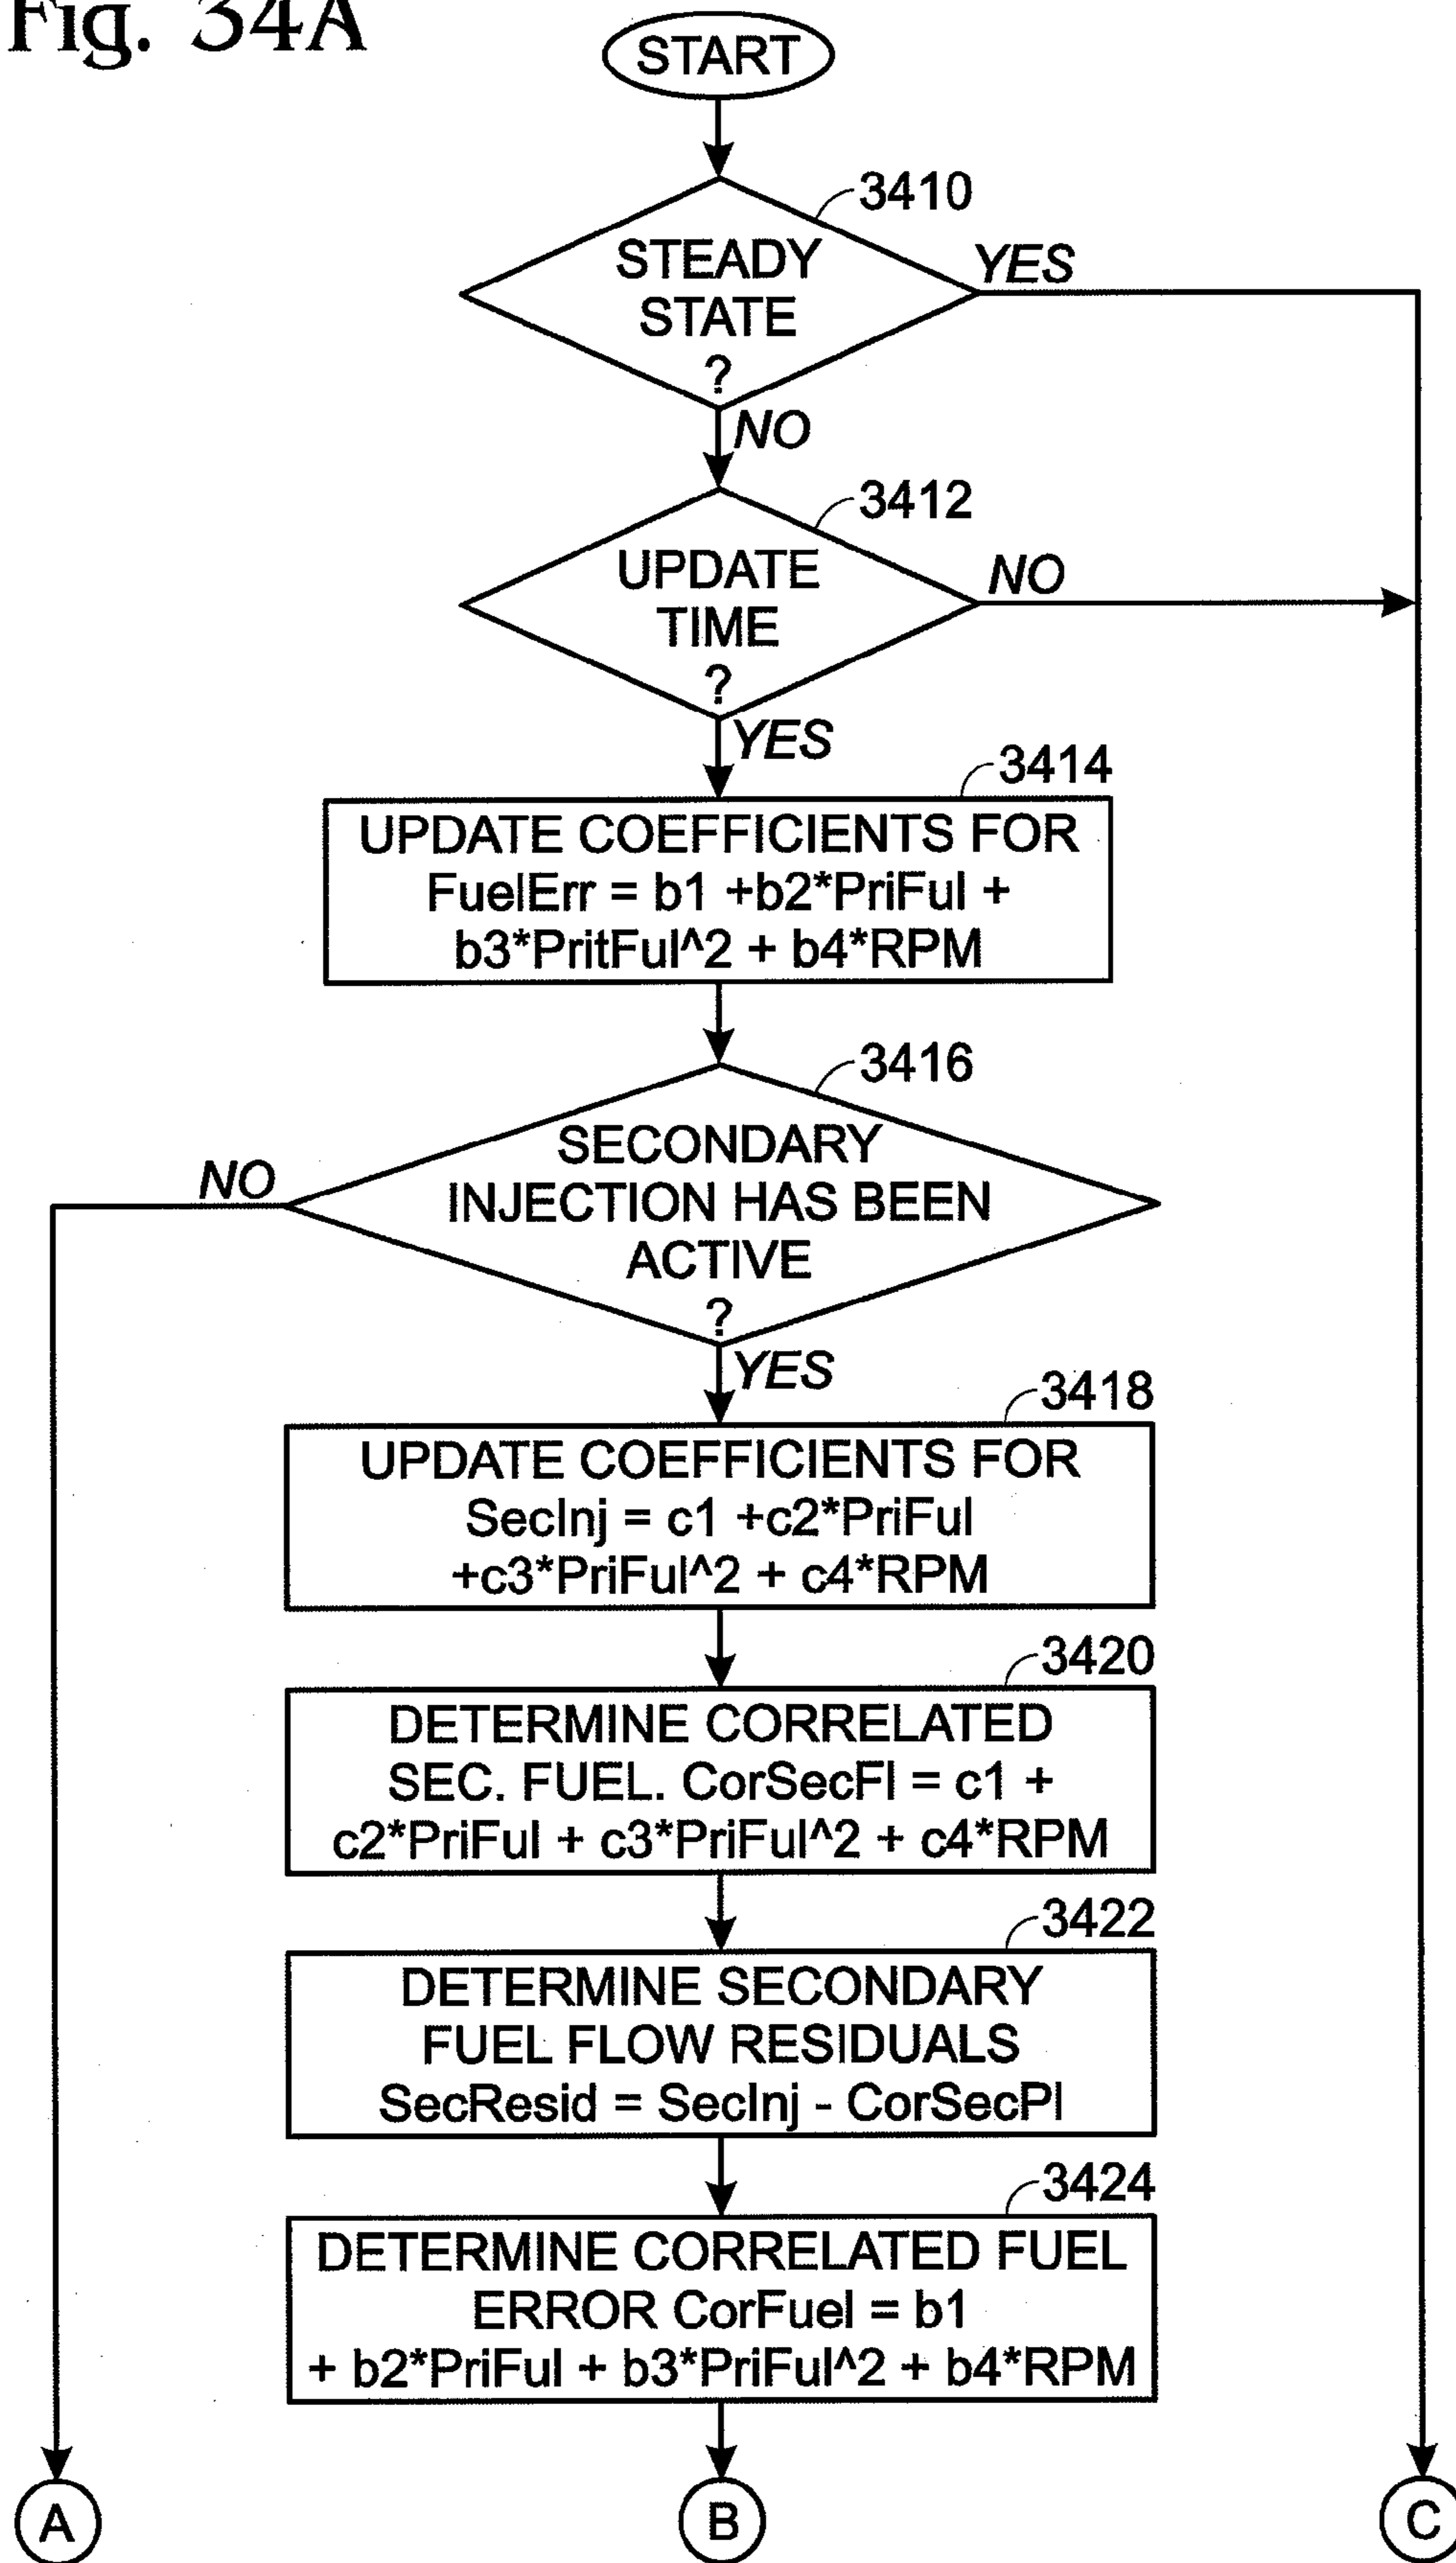 Fig. 34A
START
3410
STEADY
STATE
?
YES
NO
3412
UPDATE
TIME
?
NO
YES
3414
UPDATE COEFFICIENTS FOR
FuelErr = b1 +b2*PriFul +
b3*PritFul^2 + b4*RPM
3416
SECONDARY
INJECTION HAS BEEN
ACTIVE
?
NO
YES
3418
UPDATE COEFFICIENTS FOR
SecInj = c1 +c2*PriFul
+c3*PriFul^2 + c4*RPM
3420
DETERMINE CORRELATED
SEC. FUEL. CorSecFl = c1 +
c2*PriFul + c3*PriFul^2 + c4*RPM
3422
DETERMINE SECONDARY
FUEL FLOW RESIDUALS
SecResid = SecInj - CorSecPl
3424
DETERMINE CORRELATED FUEL
ERROR CorFuel = b1
+ b2*PriFul + b3*PriFul^2 + b4*RPM
A
B
C